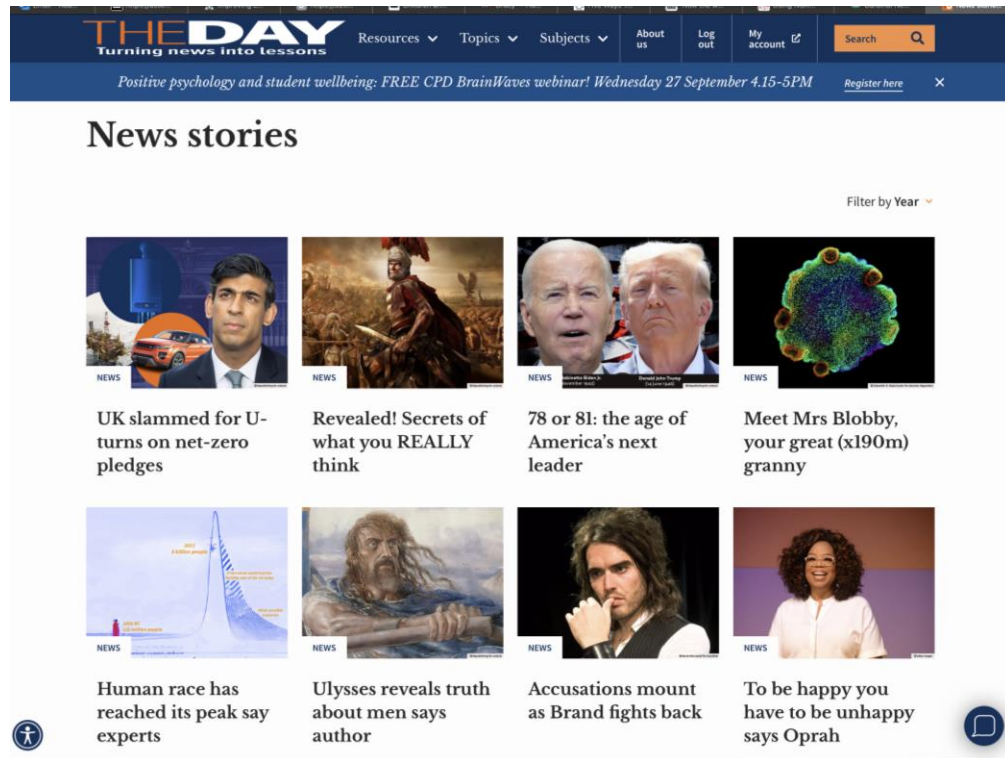 THEDAY
Turning news into lessons
Resources
Topics
Subjects
About
us
Log
out
My
account
Search
Positive psychology and student wellbeing: FREE CPD BrainWaves webinar! Wednesday 27 September 4.15-5PM
Register here
News stories
Filter by Year
NEWS
UK slammed for U-
turns on net-zero
pledges
NEWS
Revealed! Secrets of
what you REALLY
think
NEWS
78 or 81: the age of
America's next
leader
NEWS
Meet Mrs Blobby,
your great (x190m)
granny
NEWS
Human race has
reached its peak say
experts
NEWS
Ulysses reveals truth
about men says
author
NEWS
Accusations mount
as Brand fights back
NEWS
To be happy you
have to be unhappy
says Oprah